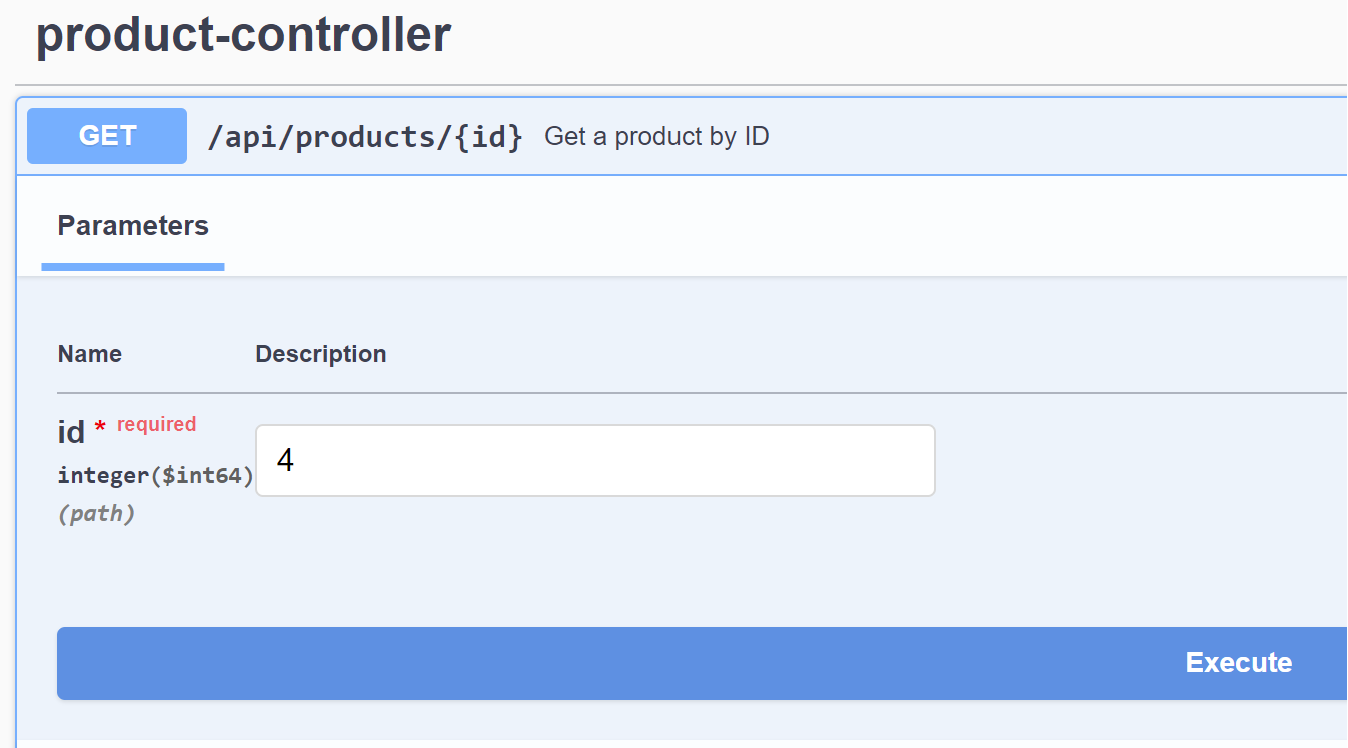 product-controller
GET /api/products/{id} Get a product by ID
Parameters
Name Description
id * required
integer($int64)
(path)
4
Execute